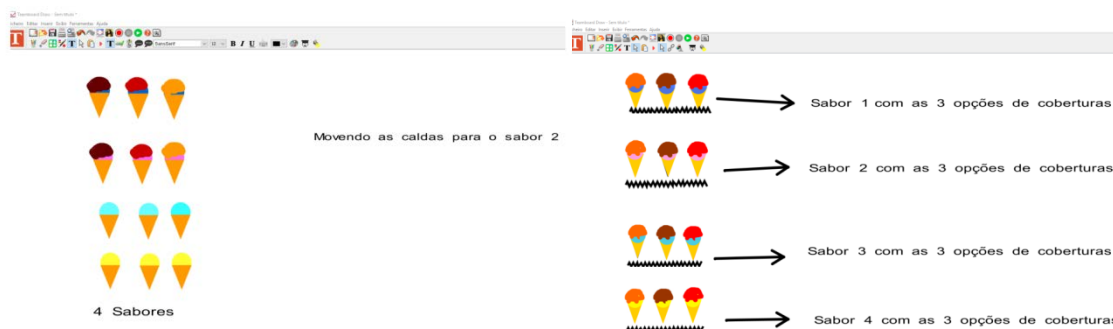 Movendo as caldas para o sabor 2
4 Sabores
Sabor 1 com as 3 opções de coberturas
Sabor 2 com as 3 opções de coberturas
Sabor 3 com as 3 opções de coberturas
Sabor 4 com as 3 opções de coberturas